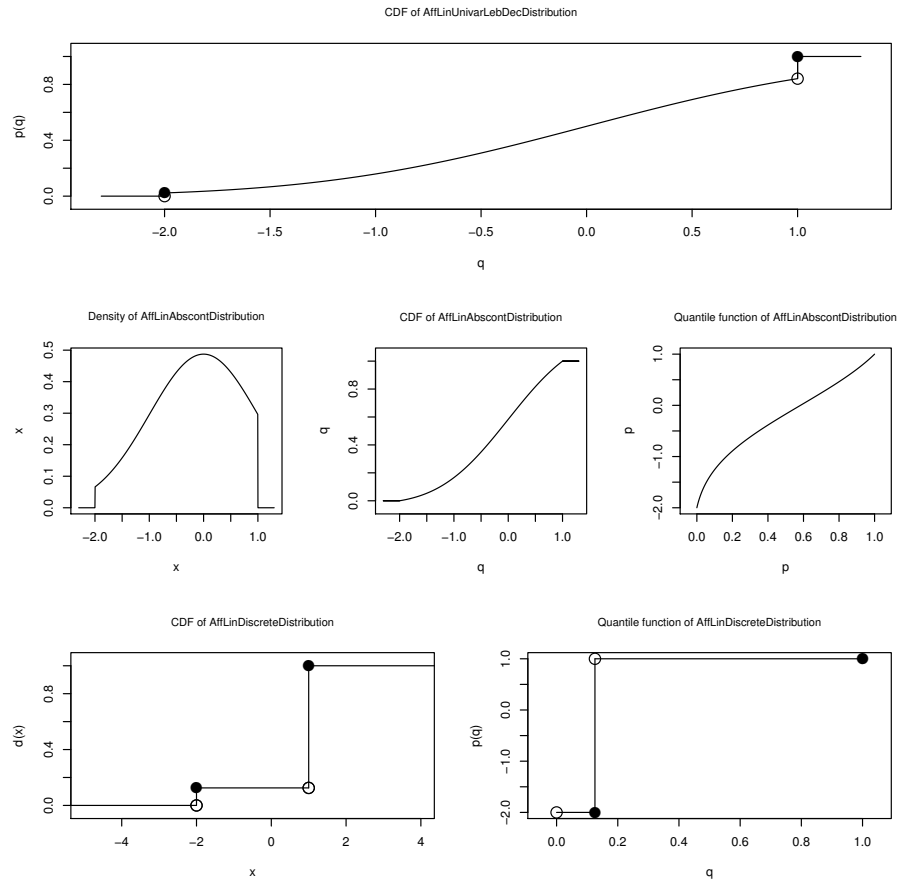 CDF of AffLinUnivarLebDecDistribution
p(q)
0.0 0.4 0.8
−2.0 −1.5 −1.0 −0.5 0.0 0.5 1.0
q
Density of AffLinAbscontDistribution
x
0.0 0.1 0.2 0.3 0.4 0.5
−2.0 −1.0 0.0 1.0
x
CDF of AffLinAbscontDistribution
q
0.0 0.4 0.8
−2.0 −1.0 0.0 1.0
q
Quantile function of AffLinAbscontDistribution
p
−2.0 −1.0 0.0 1.0
0.0 0.2 0.4 0.6 0.8 1.0
p
CDF of AffLinDiscreteDistribution
d(x)
0.0 0.4 0.8
−4 −2 0 2 4
x
Quantile function of AffLinDiscreteDistribution
p(q)
−2.0 −1.0 0.0 1.0
0.0 0.2 0.4 0.6 0.8 1.0
q